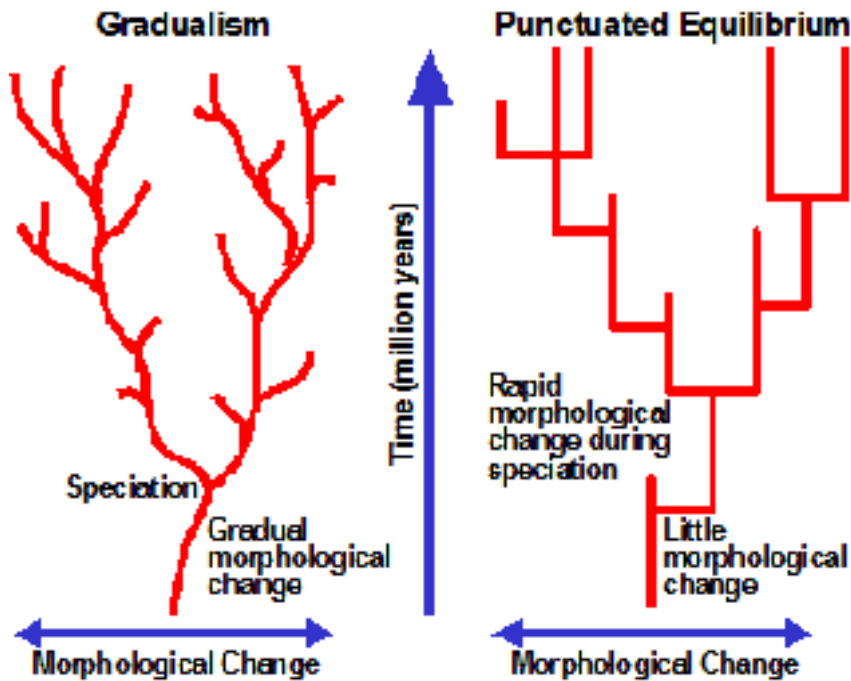 Gradualism
Speciation
Gradual
morphological
change
Morphological Change
Time (million years)
Punctuated Equilibrium
Rapid
morphological
change during
speciation
Little
morphological
change
Morphological Change